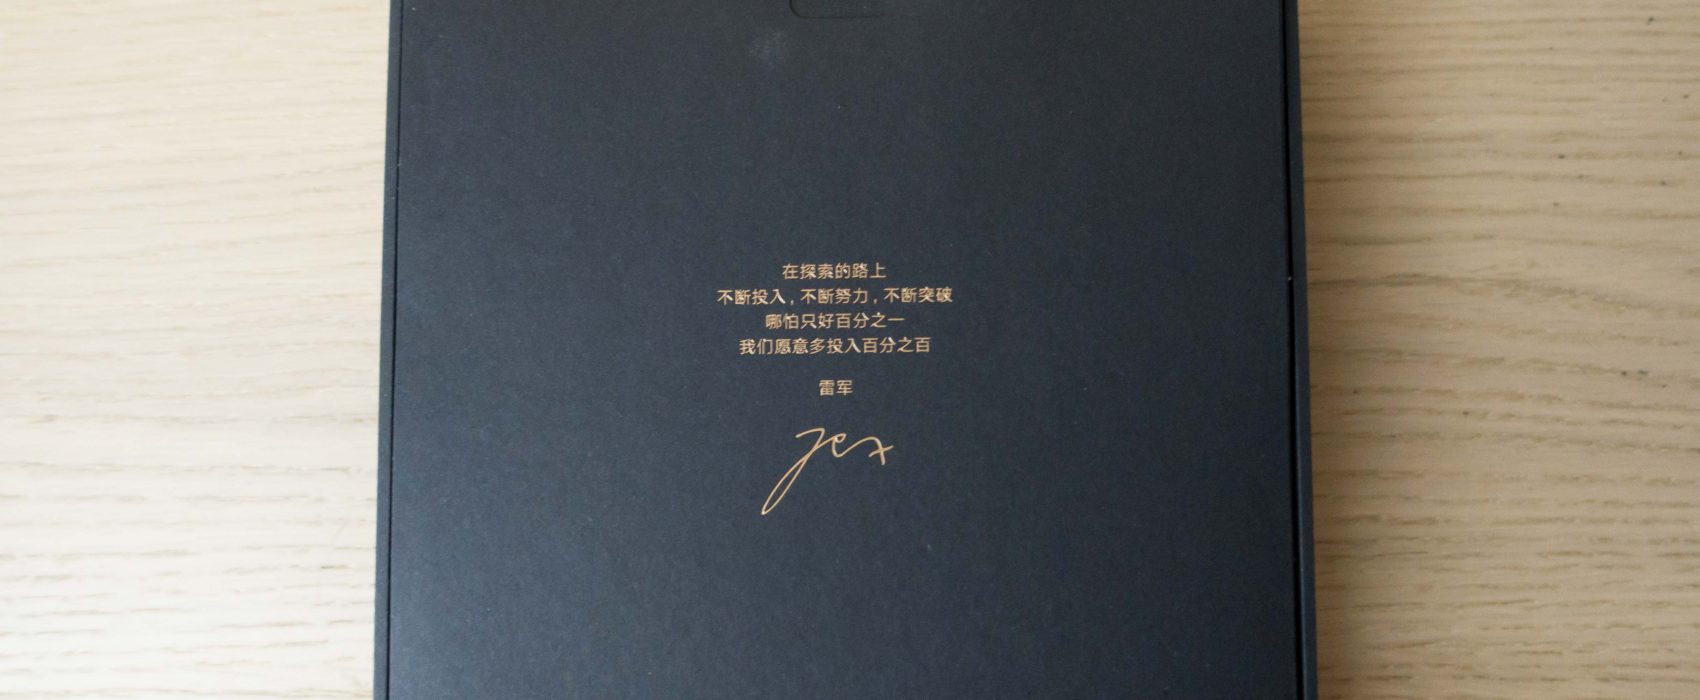 在探索的路上
不断投入，不断努力，不断突破
哪怕只好百分之一
我们愿意多投入百分之百
雷军